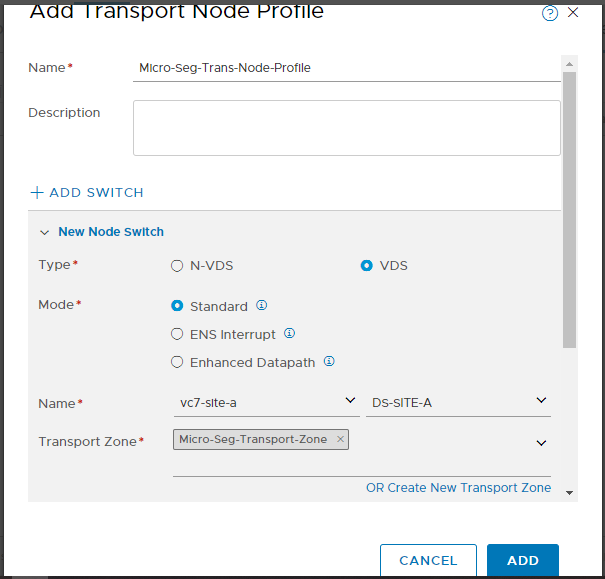 Add Transport Node Profile
Name*
Micro-Seg-Trans-Node-Profile
Description
+ ADD SWITCH
New Node Switch
Type*
N-VDS
VDS
Mode*
Standard
ENS Interrupt
Enhanced Datapath
Name*
vc7-site-a
DS-SITE-A
Transport Zone*
Micro-Seg-Transport-Zone ×
OR Create New Transport Zone
CANCEL
ADD